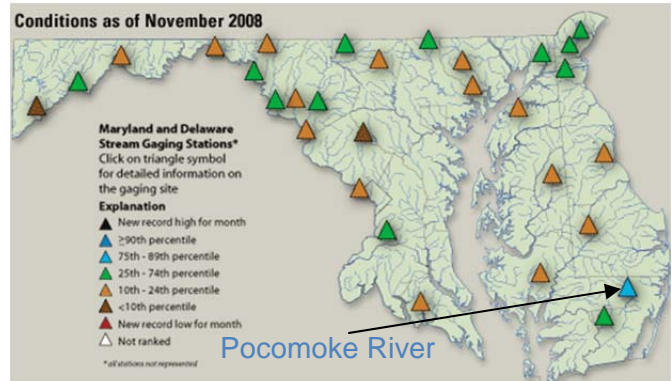 Conditions as of November 2008
Maryland and Delaware
Stream Gaging Stations*
Click on triangle symbol
for detailed information on
the gaging site
Explanation
New record high for month
≥90th percentile
75th - 89th percentile
25th - 74th percentile
10th - 24th percentile
<10th percentile
New record low for month
Not ranked
* all stations not represented
Pocomoke River